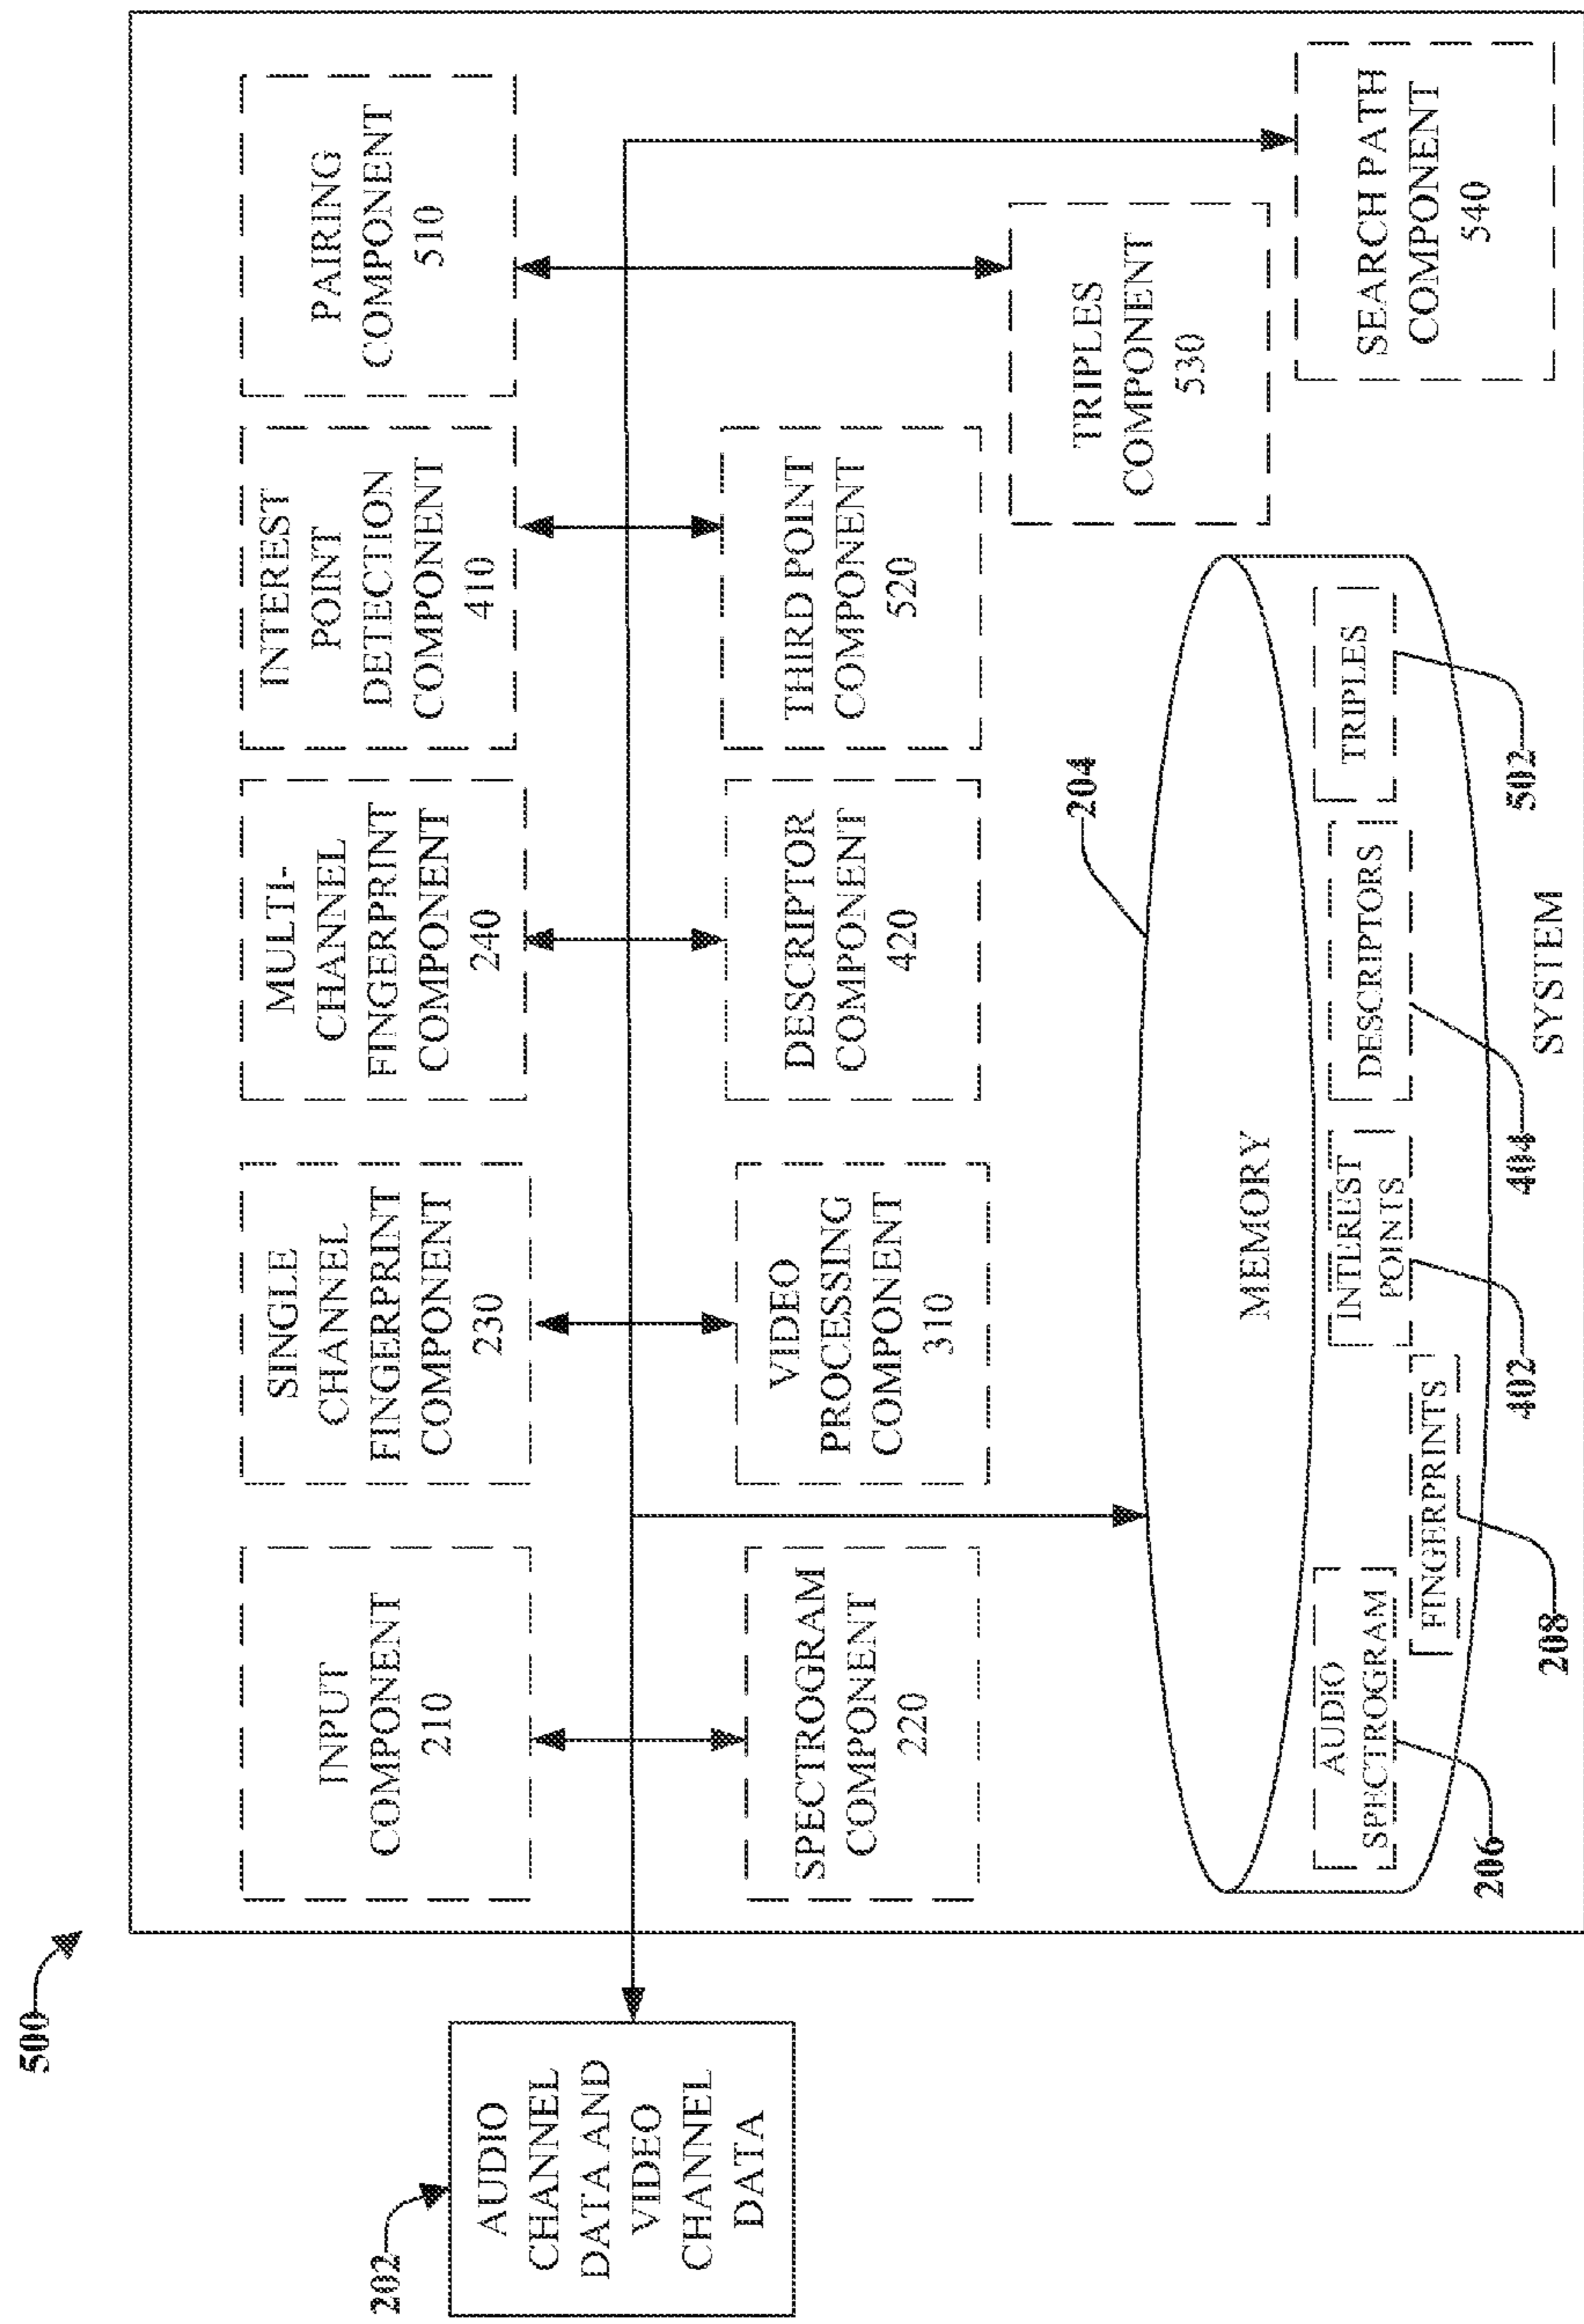 500
202
AUDIO
CHANNEL
DATA AND
VIDEO
CHANNEL
DATA
INPUT
COMPONENT
210
SINGLE
CHANNEL
FINGERPRINT
COMPONENT
230
MULTI-
CHANNEL
FINGERPRINT
COMPONENT
240
INTEREST
POINT
DETECTION
COMPONENT
410
PAIRING
COMPONENT
510
SPECTROGRAM
COMPONENT
220
VIDEO
PROCESSING
COMPONENT
310
DESCRIPTOR
COMPONENT
420
THIRD POINT
COMPONENT
520
TRIPLES
COMPONENT
530
SEARCH PATH
COMPONENT
540
204
MEMORY
AUDIO
SPECTROGRAM
FINGERPRINTS
INTEREST
POINTS
DESCRIPTORS
TRIPLES
206
208
402
404
502
SYSTEM